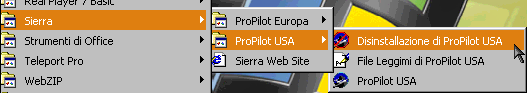 Real Player 7 Basic
Sierra
Strumenti di Office
Teleport Pro
WebZIP
ProPilot Europa
ProPilot USA
Sierra Web Site
Disinstallazione di ProPilot USA
File Leggimi di ProPilot USA
ProPilot USA